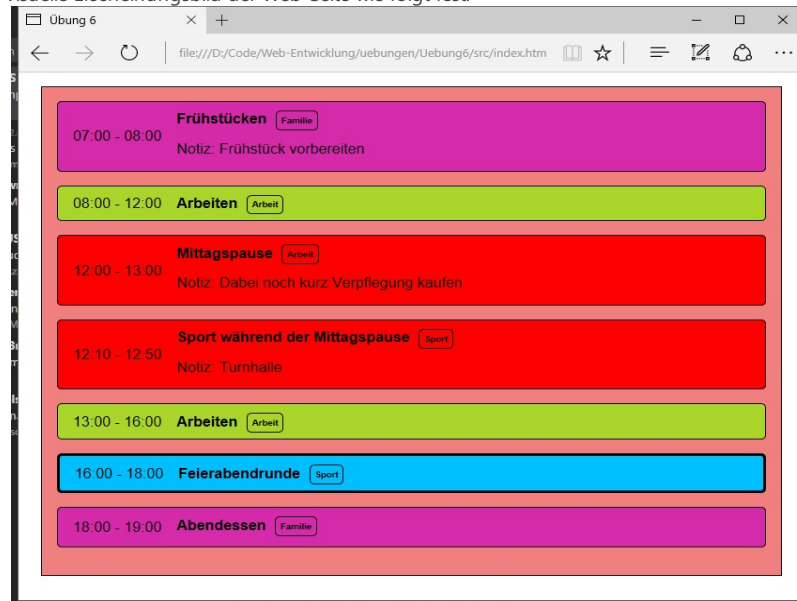 Übung 6
file:///D:/Code/Web-Entwicklung/uebungen/Uebung6/src/index.htm
07:00 - 08:00
Frühstücken Familie
Notiz: Frühstück vorbereiten
08:00 - 12:00 Arbeiten Arbeit
12:00 - 13:00
Mittagspause Arbeit
Notiz: Dabei noch kurz Verpflegung kaufen
12:10 - 12:50
Sport während der Mittagspause Sport
Notiz: Turnhalle
13:00 - 16:00 Arbeiten Arbeit
16:00 - 18:00 Feierabendrunde Sport
18:00 - 19:00 Abendessen Familie